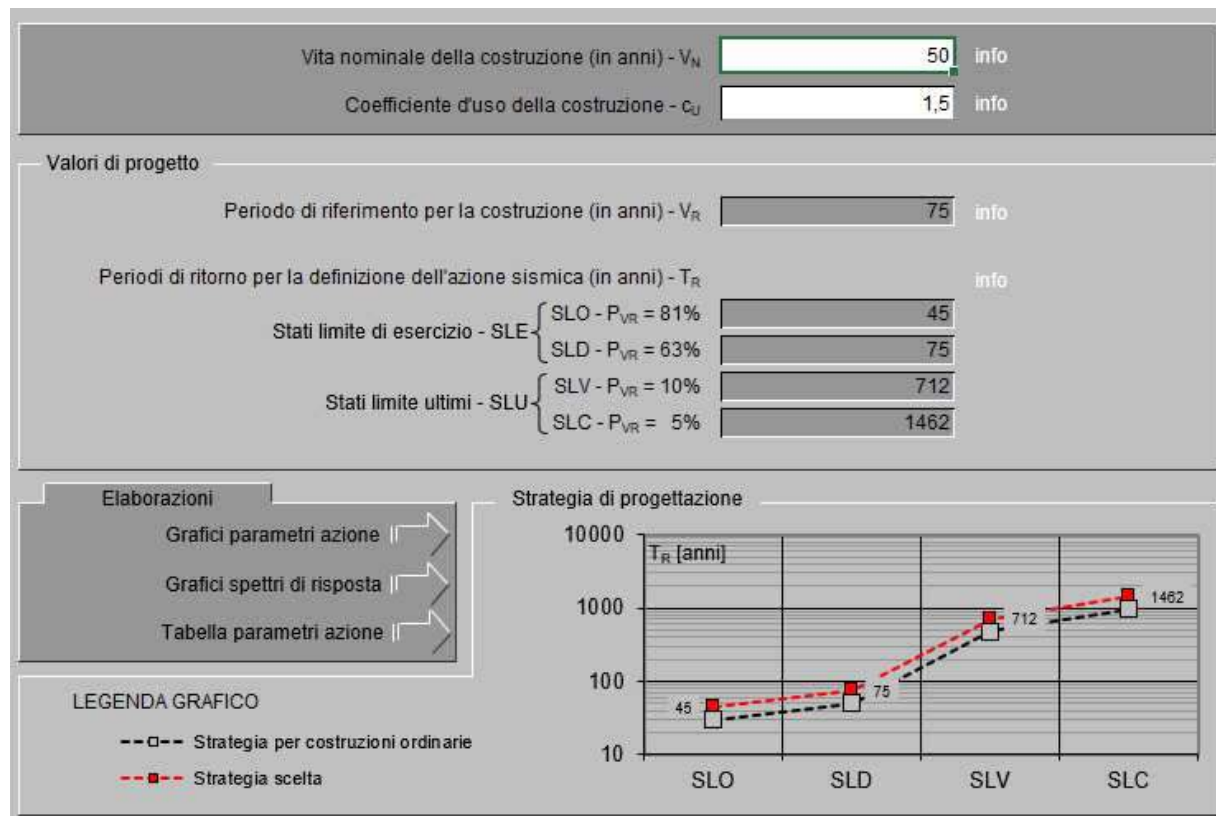 Vita nominale della costruzione (in anni) - VN 50 info
Coefficiente d'uso della costruzione - cU 1,5 info
Valori di progetto
Periodo di riferimento per la costruzione (in anni) - VR 75 info
Periodi di ritorno per la definizione dell'azione sismica (in anni) - TR info
Stati limite di esercizio - SLE
SLO - PVR = 81% 45
SLD - PVR = 63% 75
Stati limite ultimi - SLU
SLV - PVR = 10% 712
SLC - PVR = 5% 1462
Elaborazioni
Grafici parametri azione
Grafici spettri di risposta
Tabella parametri azione
LEGENDA GRAFICO
Strategia per costruzioni ordinarie
Strategia scelta
Strategia di progettazione
TR [anni]
10000
1000
100
10
45
75
712
1462
SLO SLD SLV SLC